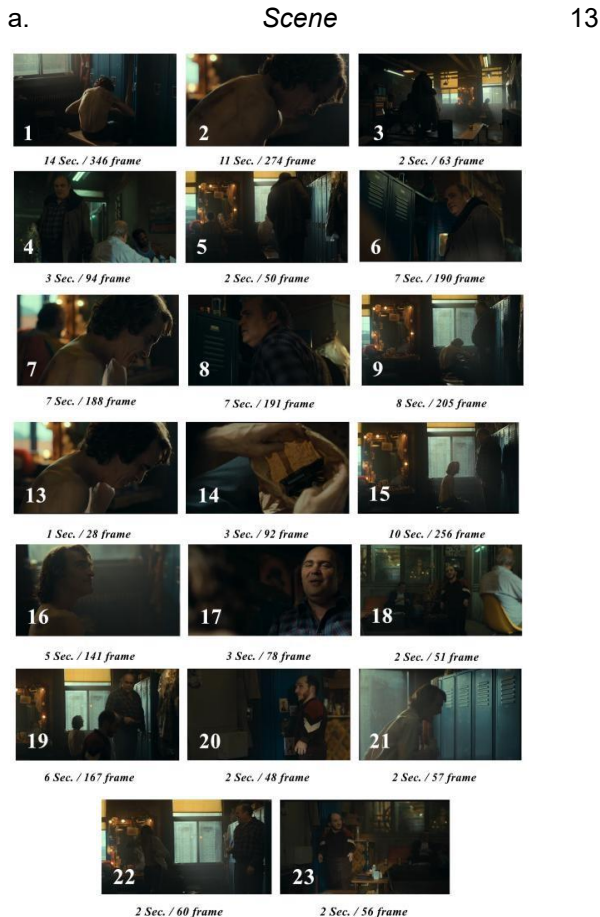 a. Scene 13
1 2 3
14 Sec. / 346 frame 11 Sec. / 274 frame 2 Sec. / 63 frame
4 5 6
3 Sec. / 94 frame 2 Sec. / 50 frame 7 Sec. / 190 frame
7 8 9
7 Sec. / 188 frame 7 Sec. / 191 frame 8 Sec. / 205 frame
13 14 15
1 Sec. / 28 frame 3 Sec. / 92 frame 10 Sec. / 256 frame
16 17 18
5 Sec. / 141 frame 3 Sec. / 78 frame 2 Sec. / 51 frame
19 20 21
6 Sec. / 167 frame 2 Sec. / 48 frame 2 Sec. / 57 frame
22 23
2 Sec. / 60 frame 2 Sec. / 56 frame